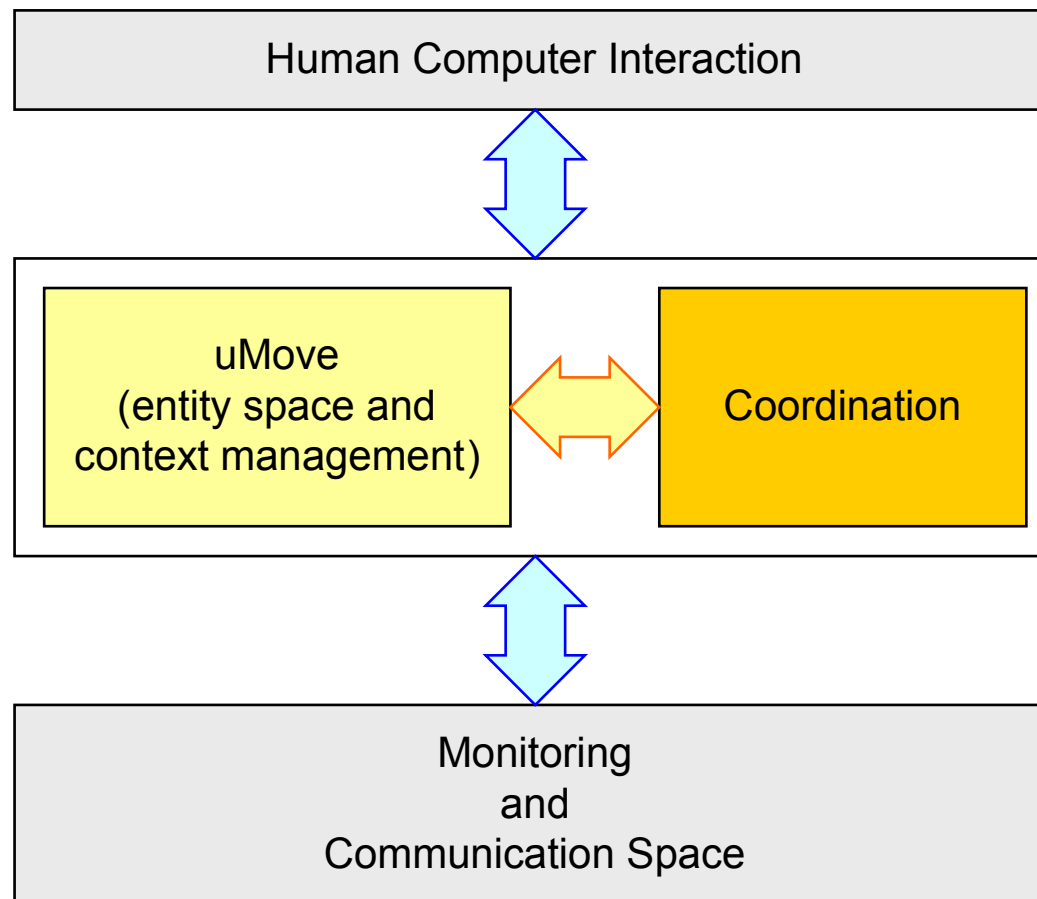 Human Computer Interaction
uMove
(entity space and
context management)
Coordination
Monitoring
and
Communication Space